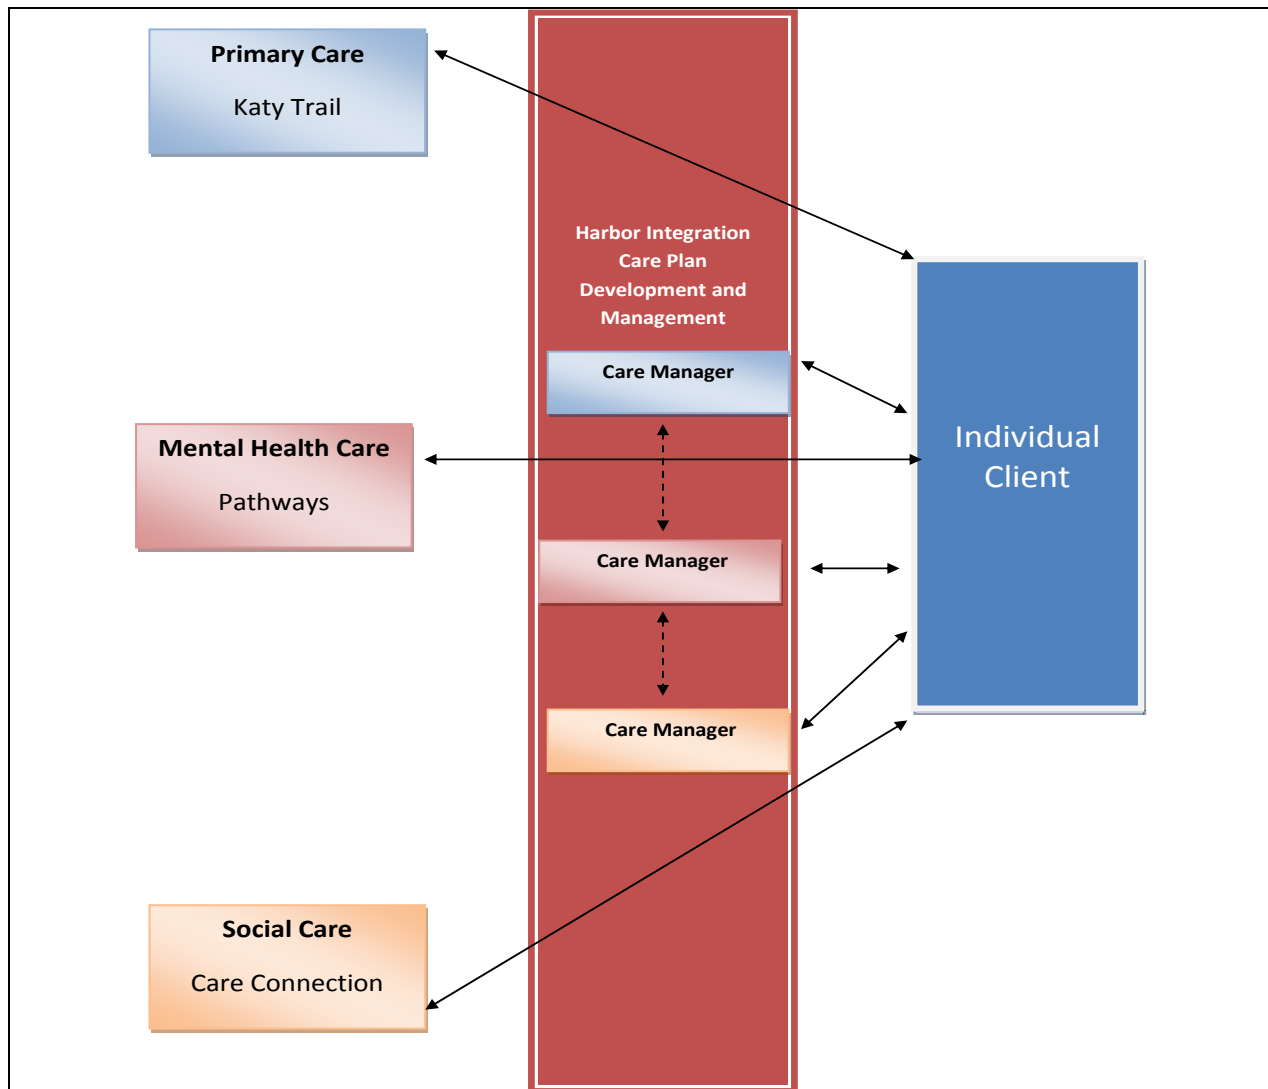 Primary Care
Katy Trail
Harbor Integration
Care Plan
Development and
Management
Care Manager
Mental Health Care
Pathways
Individual
Client
Care Manager
Care Manager
Social Care
Care Connection